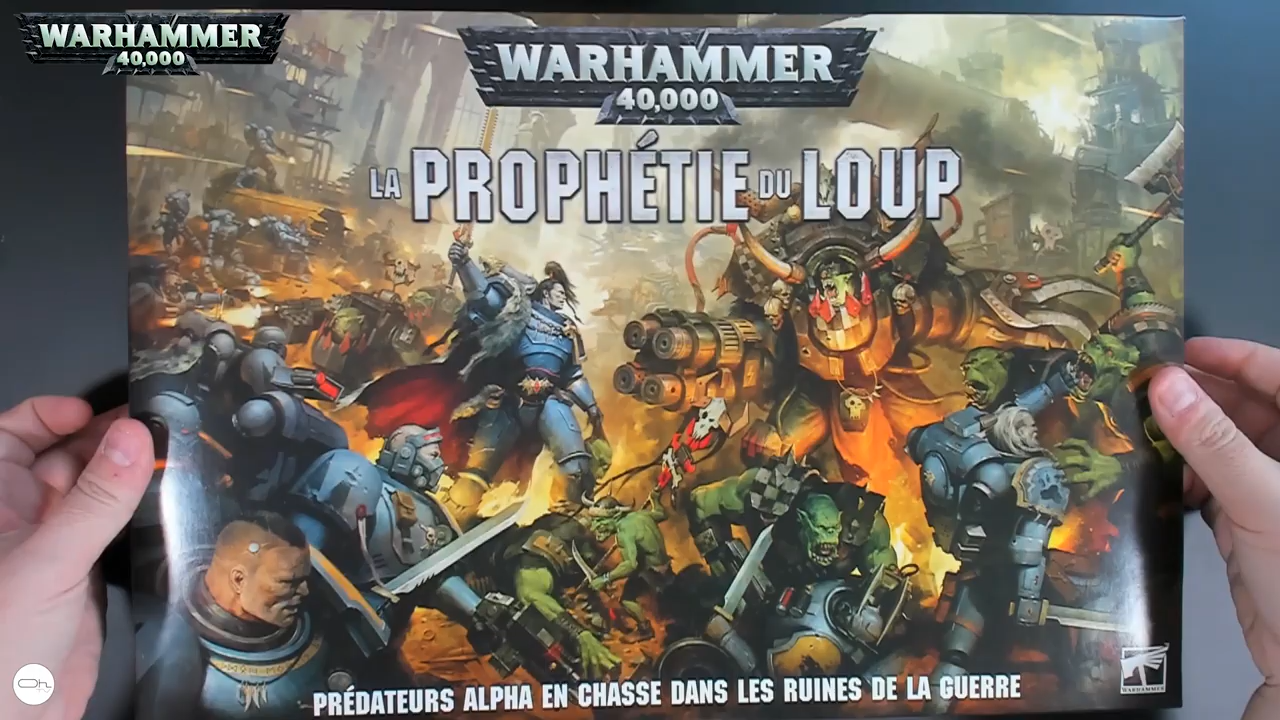 WARHAMMER
40,000
WARHAMMER
40,000
LA PROPHÉTIE DU LOUP
PRÉDATEURS ALPHA EN CHASSE DANS LES RUINES DE LA GUERRE
WARHAMMER